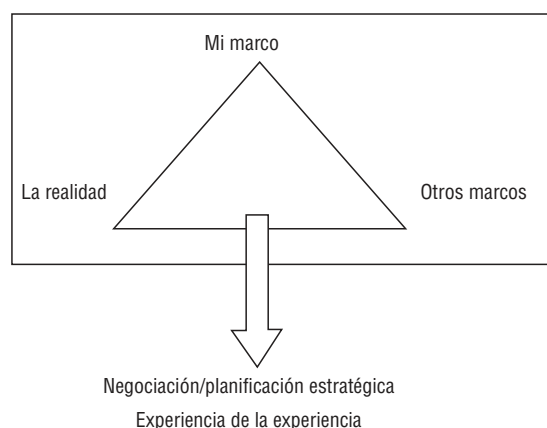 Mi marco
La realidad
Otros marcos
Negociación/planificación estratégica
Experiencia de la experiencia